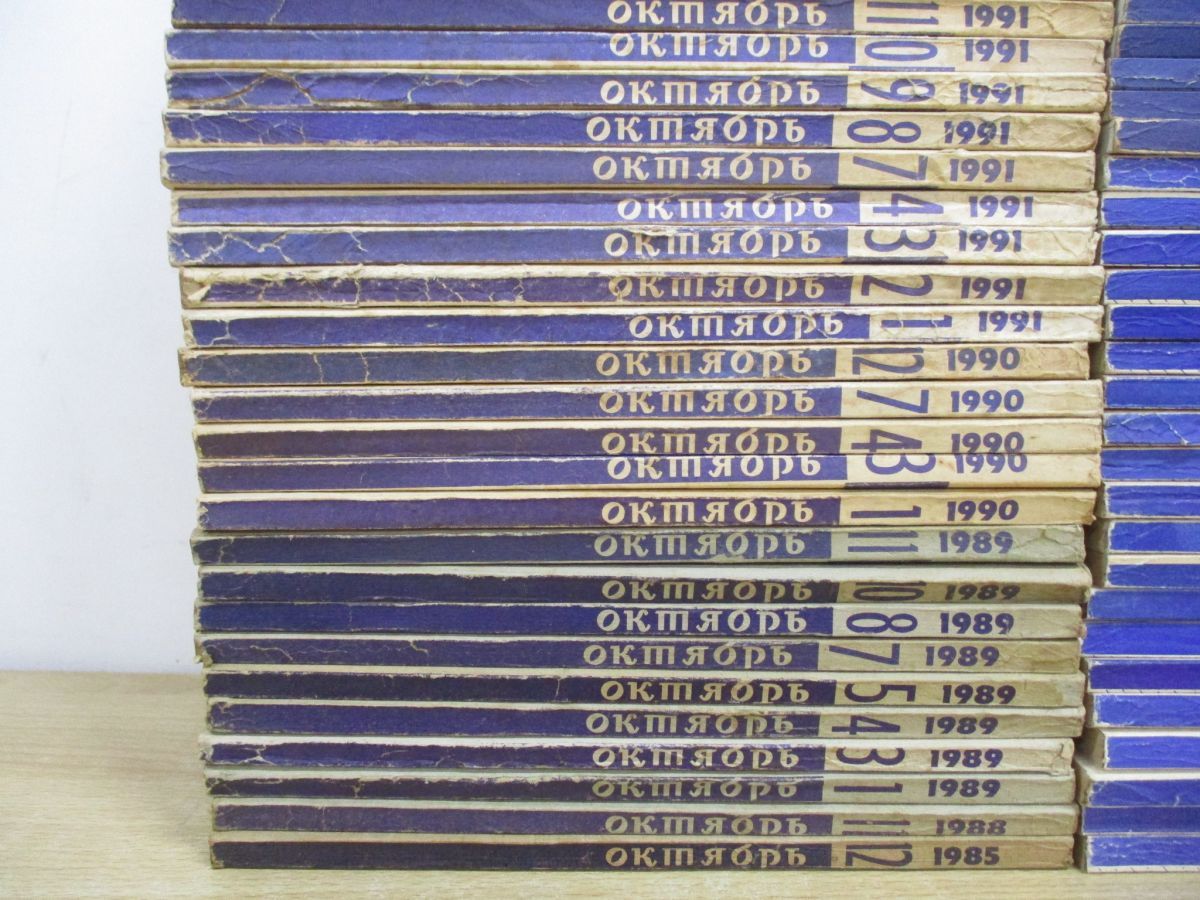 октябрь 11 1991
октябрь 10 1991
октябрь 9 1991
октябрь 8 1991
октябрь 7 1991
октябрь 4 1991
октябрь 3 1991
октябрь 2 1991
октябрь 1 1991
октябрь 12 1990
октябрь 7 1990
октябрь 4 1990
октябрь 3 1990
октябрь 1 1990
октябрь 11 1989
октябрь 10 1989
октябрь 8 1989
октябрь 7 1989
октябрь 5 1989
октябрь 4 1989
октябрь 3 1989
октябрь 1 1989
октябрь 11 1988
октябрь 12 1985